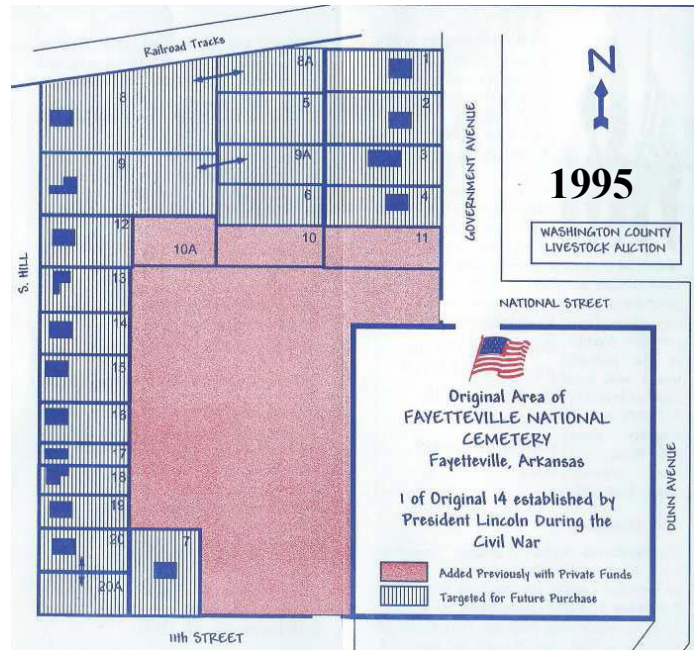 Railroad Tracks
N
1995
WASHINGTON COUNTY
LIVESTOCK AUCTION
GOVERNMENT AVENUE
NATIONAL STREET
DUNN AVENUE
S. HILL
11th STREET
8
8A
1
5
2
9
9A
3
6
4
12
10A
10
11
13
14
15
16
17
18
19
20
7
20A
Original Area of
FAYETTEVILLE NATIONAL
CEMETERY
Fayetteville, Arkansas
1 of Original 14 established by
President Lincoln During the
Civil War
Added Previously with Private Funds
Targeted for Future Purchase